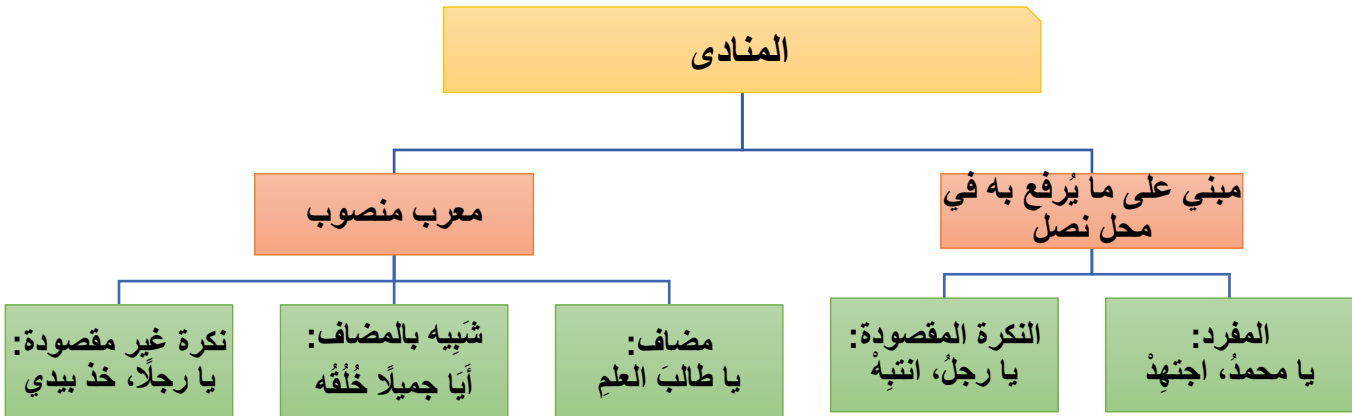 المنادى
مبني على ما يُرفع به في
محل نصل
معرب منصوب
المفرد:
يا محمدُ، اجتهِدْ
النكرة المقصودة:
يا رجلُ، انتبِهْ
مضاف:
يا طالبَ العلمِ
شَبِيه بالمضاف:
أَيَا جميلًا خُلُقُه
نكرة غير مقصودة:
يا رجلًا، خذ بيدي